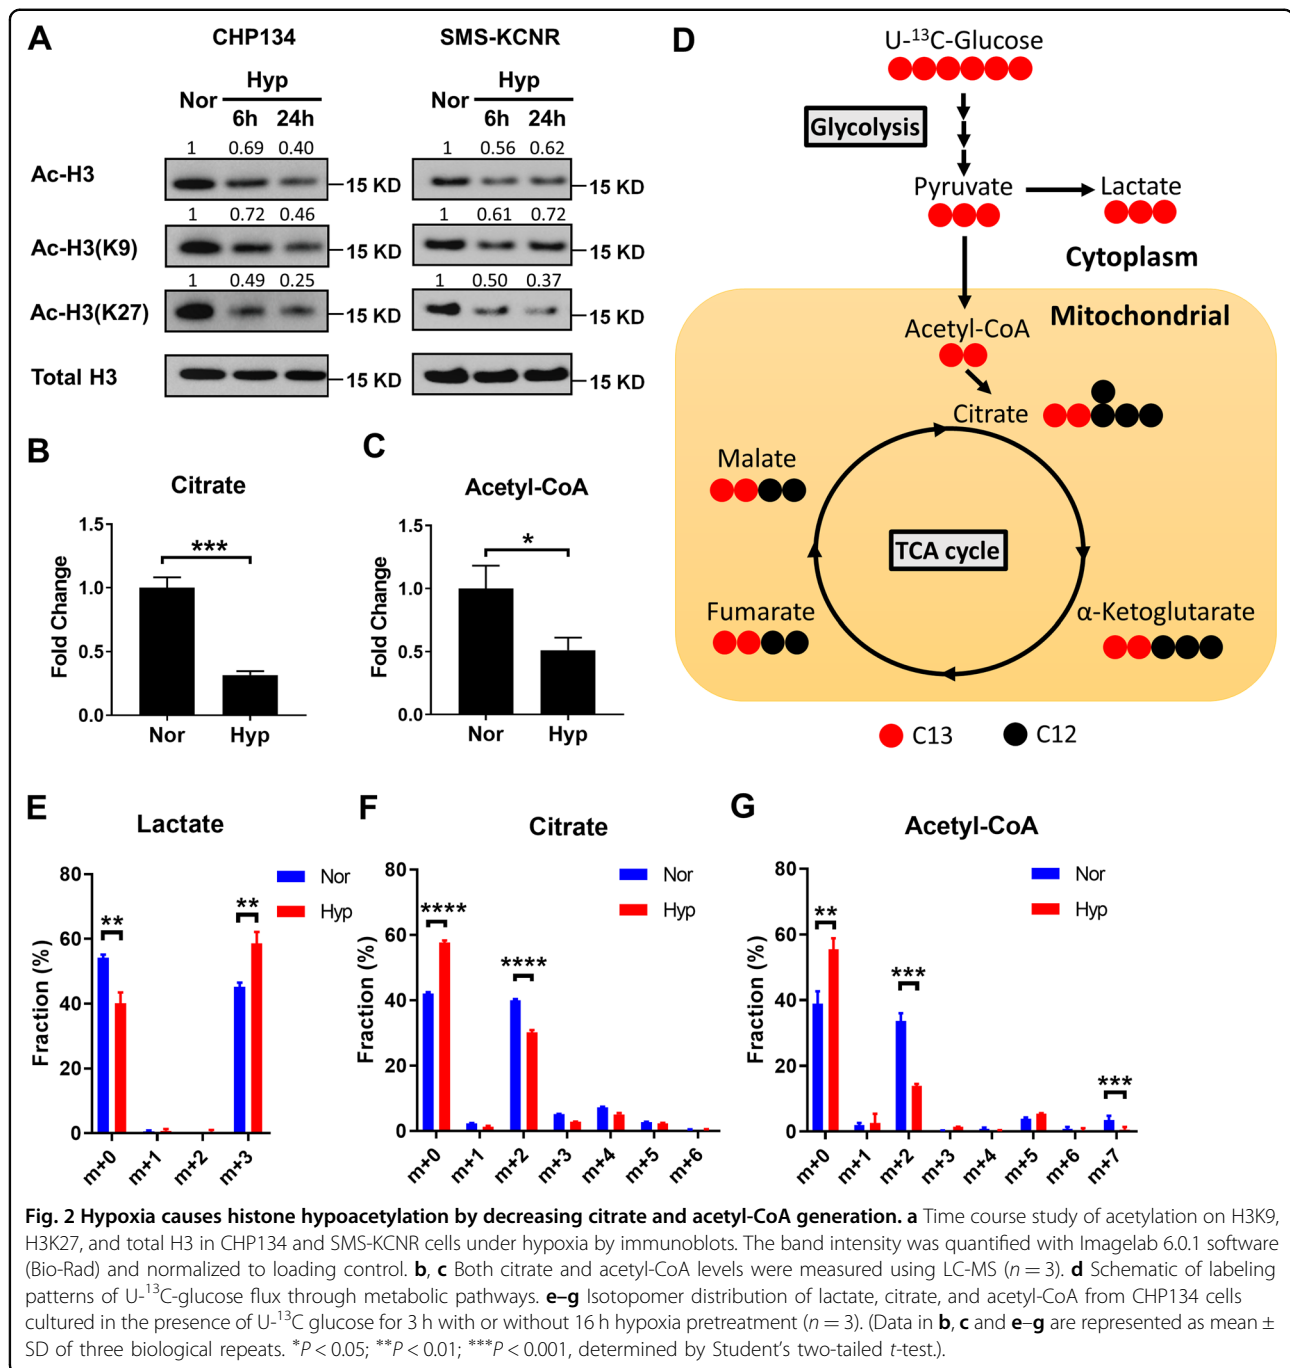 A
CHP134
SMS-KCNR
Nor
Hyp
6h 24h
Nor
Hyp
6h 24h
1 0.69 0.40
1 0.56 0.62
Ac-H3
15 KD
15 KD
1 0.72 0.46
1 0.61 0.72
Ac-H3(K9)
15 KD
15 KD
1 0.49 0.25
1 0.50 0.37
Ac-H3(K27)
15 KD
15 KD
Total H3
15 KD
15 KD
B
Citrate
Fold Change
1.5
1.0
0.5
0.0
***
Nor Hyp
C
Acetyl-CoA
Fold Change
1.5
1.0
0.5
0.0
*
Nor Hyp
D
U-¹³C-Glucose
Glycolysis
Pyruvate
Lactate
Cytoplasm
Mitochondrial
Acetyl-CoA
Citrate
Malate
TCA cycle
Fumarate
α-Ketoglutarate
C13
C12
E
Lactate
Fraction (%)
80
60
40
20
0
**
**
Nor
Hyp
m+0 m+1 m+2 m+3
F
Citrate
Fraction (%)
80
60
40
20
0
****
****
Nor
Hyp
m+0 m+1 m+2 m+3 m+4 m+5 m+6
G
Acetyl-CoA
Fraction (%)
80
60
40
20
0
**
***
***
Nor
Hyp
m+0 m+1 m+2 m+3 m+4 m+5 m+6 m+7
Fig. 2 Hypoxia causes histone hypoacetylation by decreasing citrate and acetyl-CoA generation. a Time course study of acetylation on H3K9,
H3K27, and total H3 in CHP134 and SMS-KCNR cells under hypoxia by immunoblots. The band intensity was quantified with Imagelab 6.0.1 software
(Bio-Rad) and normalized to loading control. b, c Both citrate and acetyl-CoA levels were measured using LC-MS (n = 3). d Schematic of labeling
patterns of U-¹³C-glucose flux through metabolic pathways. e–g Isotopomer distribution of lactate, citrate, and acetyl-CoA from CHP134 cells
cultured in the presence of U-¹³C glucose for 3 h with or without 16 h hypoxia pretreatment (n = 3). (Data in b, c and e–g are represented as mean ±
SD of three biological repeats. *P < 0.05; **P < 0.01; ***P < 0.001, determined by Student's two-tailed t-test.).